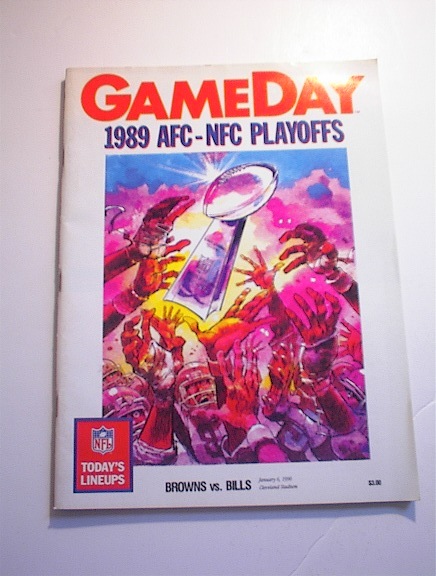 GAMEDAY
1989 AFC-NFC PLAYOFFS
NFL
TODAY'S
LINEUPS
BROWNS vs. BILLS
January 6, 1990
Cleveland Stadium
$3.00